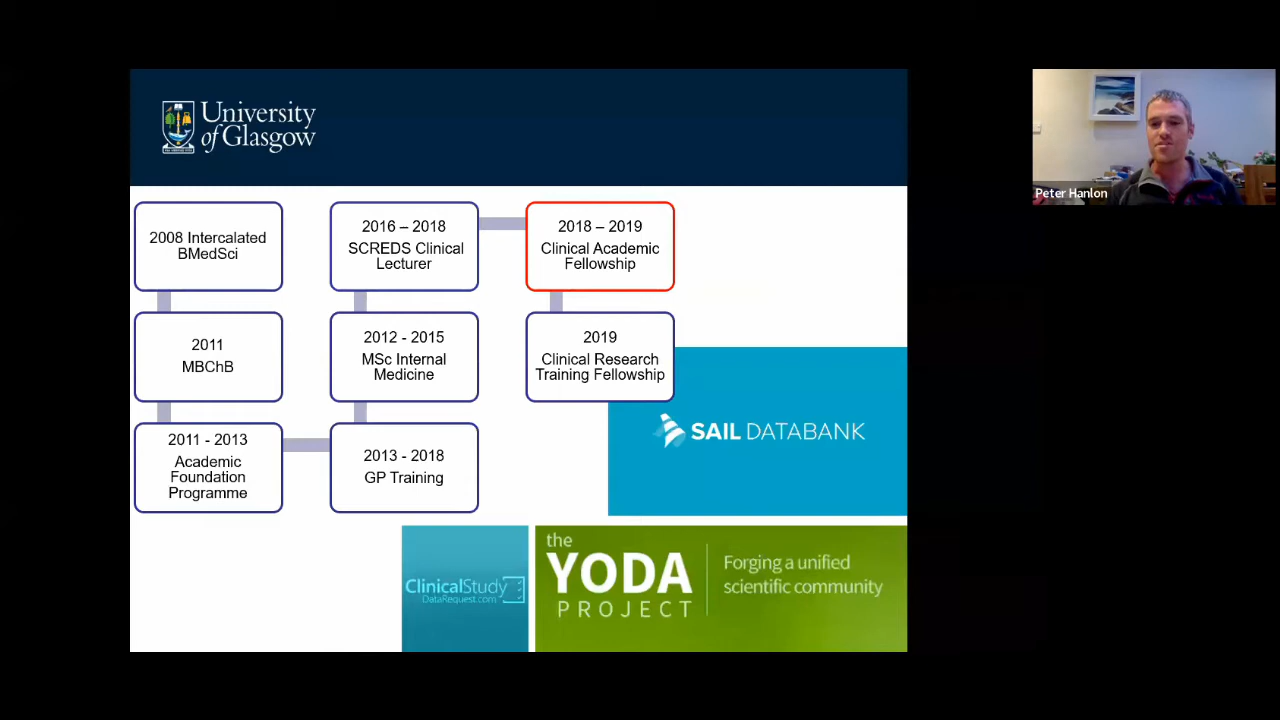 University
of Glasgow
2008 Intercalated
BMedSci
2011
MBChB
2011 - 2013
Academic
Foundation
Programme
2013 - 2018
GP Training
2012 - 2015
MSc Internal
Medicine
2016 – 2018
SCREDS Clinical
Lecturer
2018 – 2019
Clinical Academic
Fellowship
2019
Clinical Research
Training Fellowship
SAIL DATABANK
ClinicalStudy
DataRequest.com
the
YODA
PROJECT
Forging a unified
scientific community
Peter Hanlon